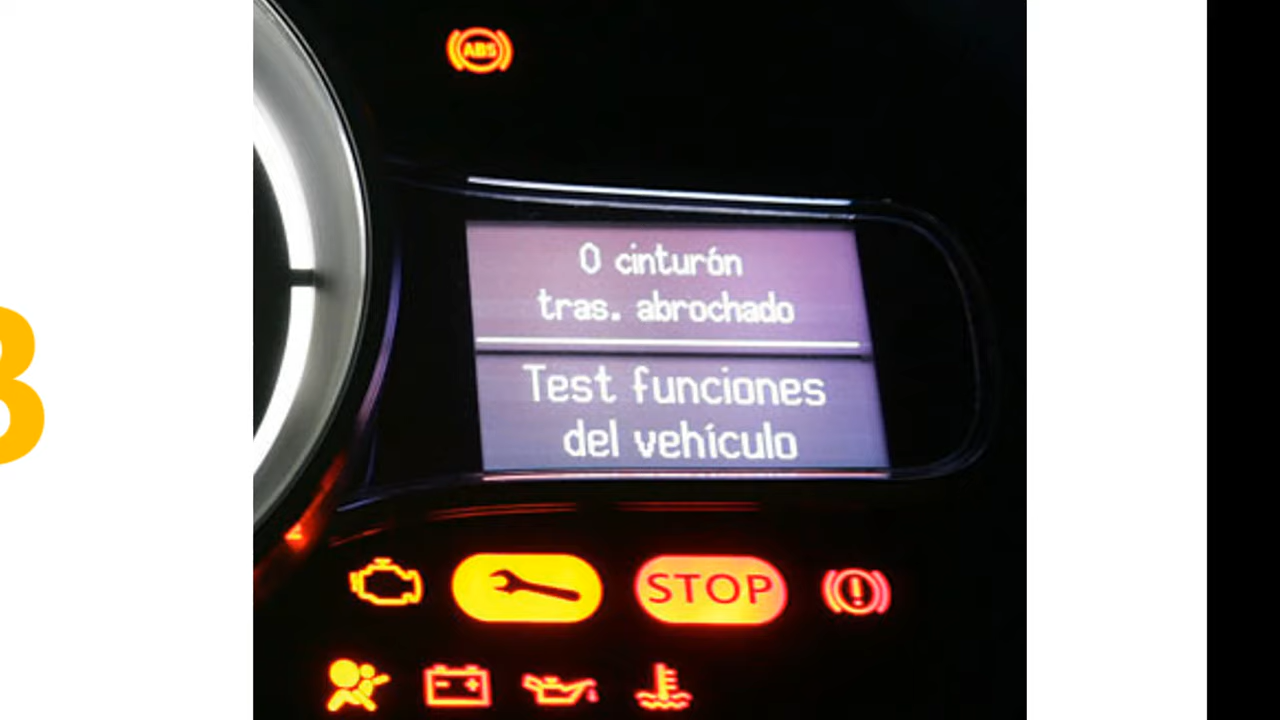 ABS
0 cinturón
tras. abrochado
Test funciones
del vehículo
STOP